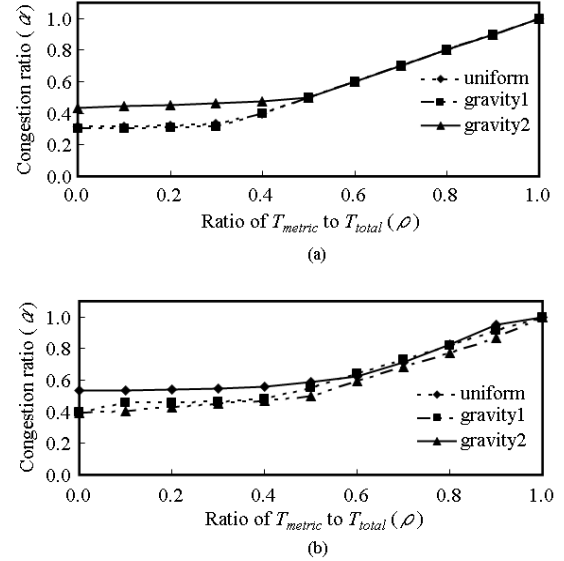 1.0
0.8
0.6
0.4
0.2
0.0
Congestion ratio (α)
uniform
gravity1
gravity2
0.0 0.2 0.4 0.6 0.8 1.0
Ratio of Tmetric to Ttotal (ρ)
(a)
1.0
0.8
0.6
0.4
0.2
0.0
Congestion ratio (α)
uniform
gravity1
gravity2
0.0 0.2 0.4 0.6 0.8 1.0
Ratio of Tmetric to Ttotal (ρ)
(b)